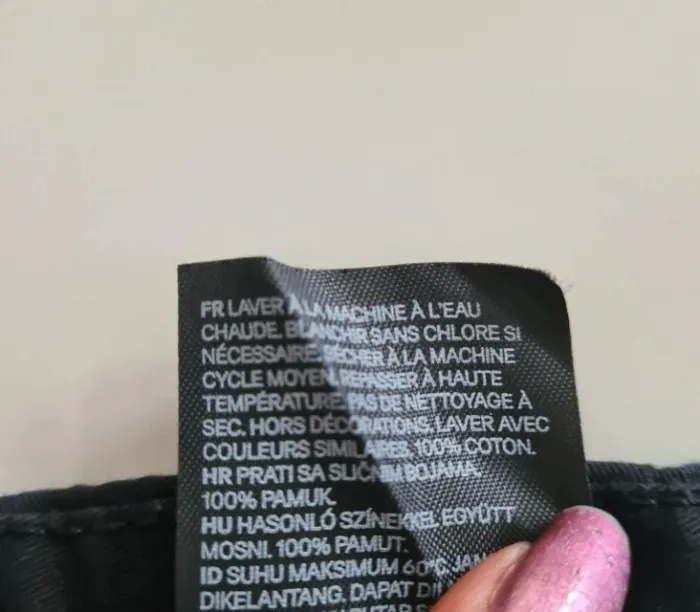 FR LAVER À LA MACHINE À L'EAU
CHAUDE. BLANCHIR SANS CHLORE SI
NÉCESSAIRE. SÉCHER À LA MACHINE
CYCLE MOYEN. REPASSER À HAUTE
TEMPÉRATURE. PAS DE NETTOYAGE À
SEC. HORS DÉCORATIONS. LAVER AVEC
COULEURS SIMILAIRES. 100% COTON.
HR PRATI SA SLIČNIM BOJAMA.
100% PAMUK.
HU HASONLÓ SZÍNEKKEL EGYÜTT
MOSNI. 100% PAMUT.
ID SUHU MAKSIMUM 60°C.
DIKELANTANG. DAPAT